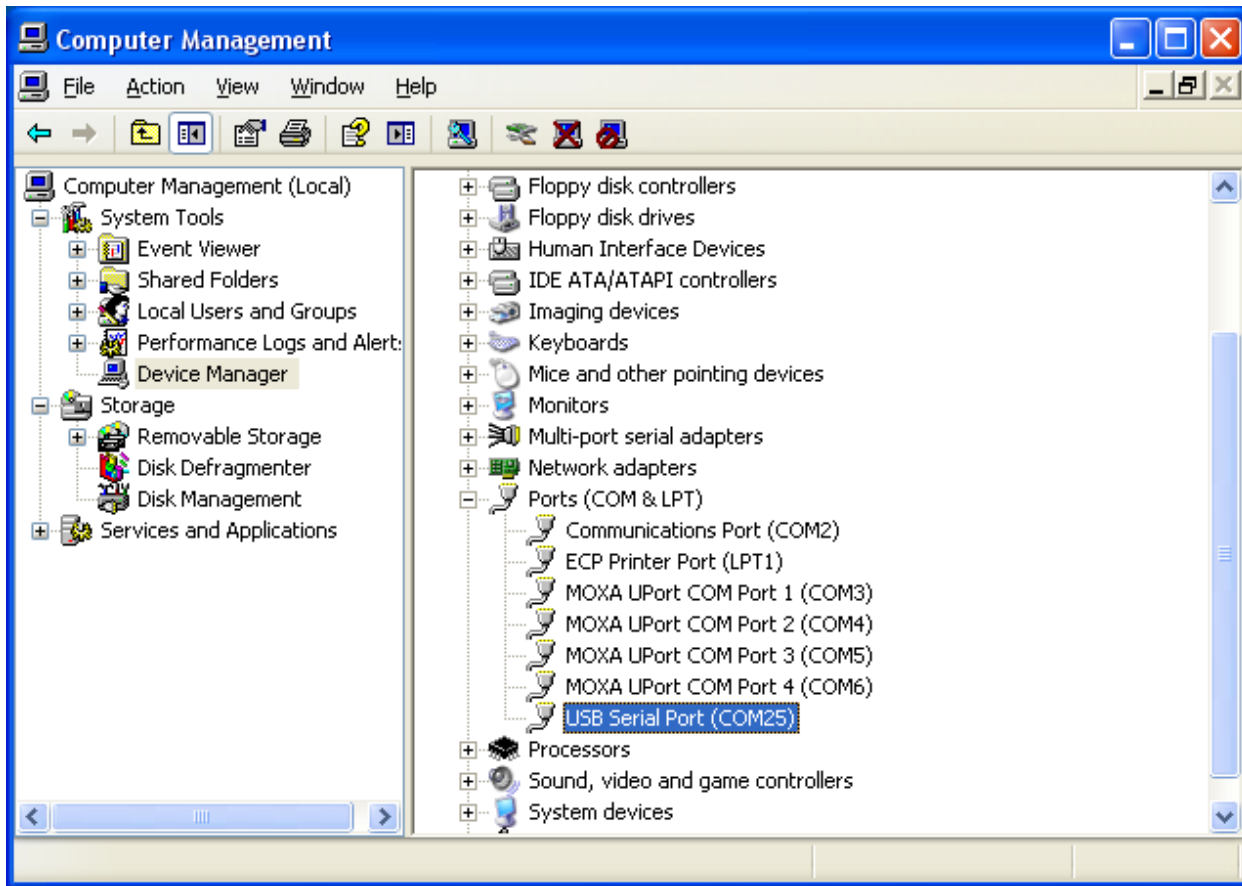 Computer Management
File Action View Window Help
Computer Management (Local)
System Tools
Event Viewer
Shared Folders
Local Users and Groups
Performance Logs and Alert:
Device Manager
Storage
Removable Storage
Disk Defragmenter
Disk Management
Services and Applications
Floppy disk controllers
Floppy disk drives
Human Interface Devices
IDE ATA/ATAPI controllers
Imaging devices
Keyboards
Mice and other pointing devices
Monitors
Multi-port serial adapters
Network adapters
Ports (COM & LPT)
Communications Port (COM2)
ECP Printer Port (LPT1)
MOXA UPort COM Port 1 (COM3)
MOXA UPort COM Port 2 (COM4)
MOXA UPort COM Port 3 (COM5)
MOXA UPort COM Port 4 (COM6)
USB Serial Port (COM25)
Processors
Sound, video and game controllers
System devices